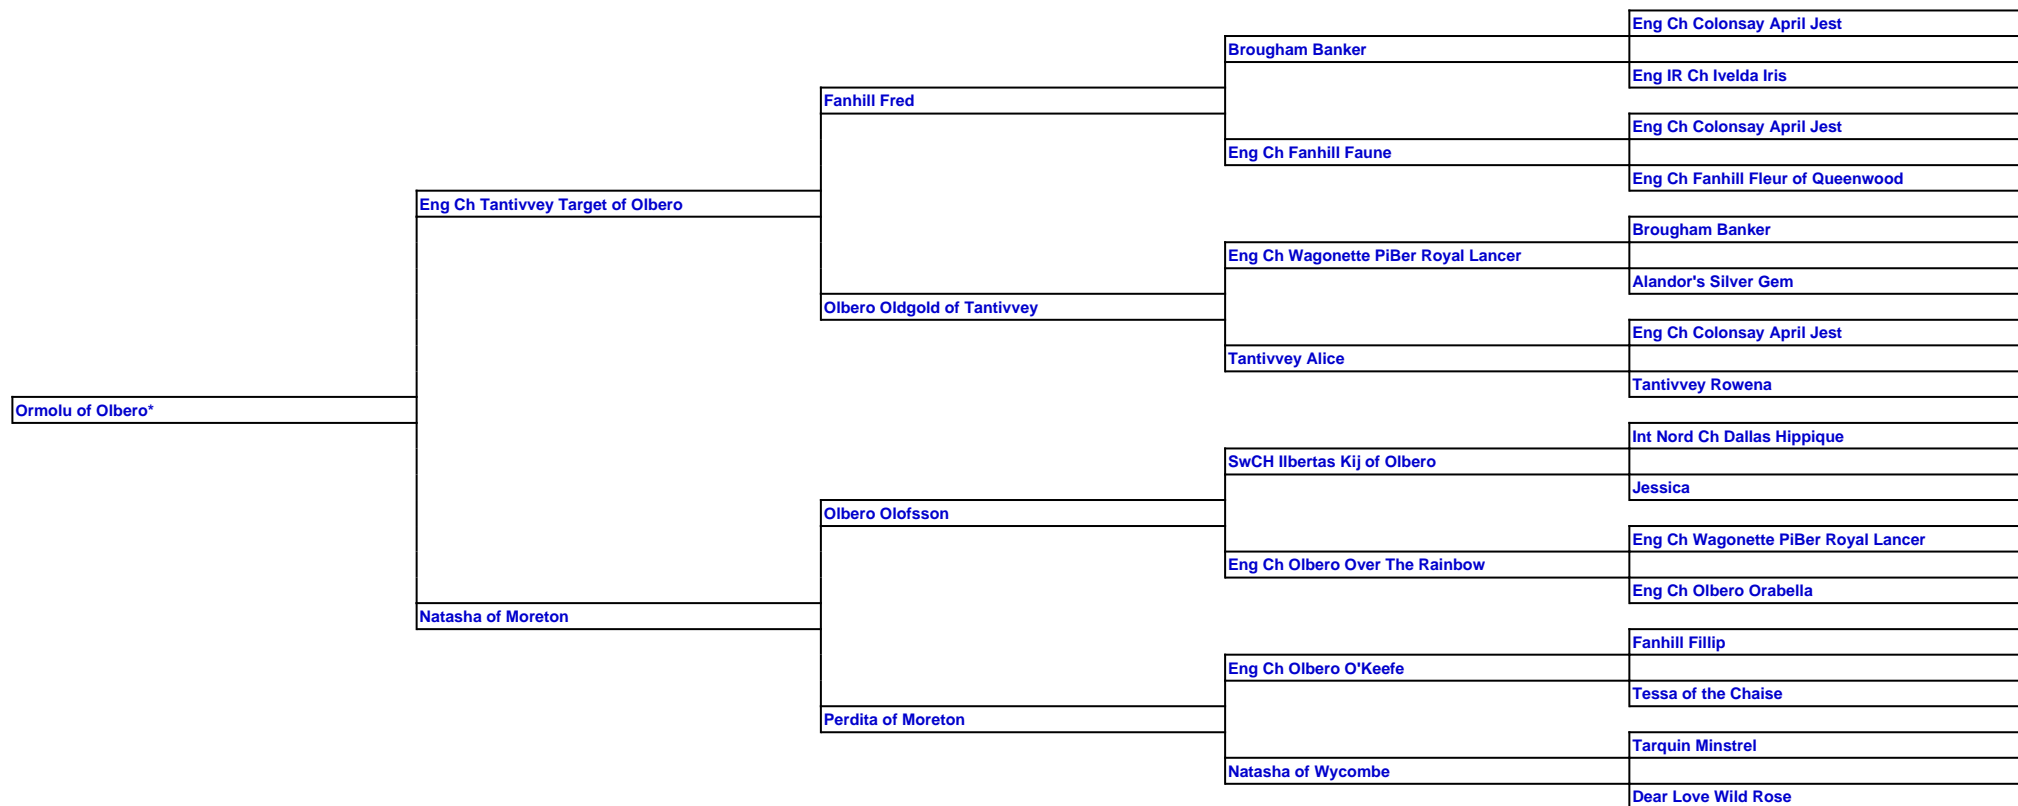 Eng Ch Colonsay April Jest
Brougham Banker
Eng IR Ch Ivelda Iris
Fanhill Fred
Eng Ch Colonsay April Jest
Eng Ch Fanhill Faune
Eng Ch Fanhill Fleur of Queenwood
Eng Ch Tantivvey Target of Olbero
Brougham Banker
Eng Ch Wagonette PiBer Royal Lancer
Alandor's Silver Gem
Olbero Oldgold of Tantivvey
Eng Ch Colonsay April Jest
Tantivvey Alice
Tantivvey Rowena
Ormolu of Olbero*
Int Nord Ch Dallas Hippique
SwCH Ilbertas Kij of Olbero
Jessica
Olbero Olofsson
Eng Ch Wagonette PiBer Royal Lancer
Eng Ch Olbero Over The Rainbow
Eng Ch Olbero Orabella
Natasha of Moreton
Fanhill Fillip
Eng Ch Olbero O'Keefe
Tessa of the Chaise
Perdita of Moreton
Tarquin Minstrel
Natasha of Wycombe
Dear Love Wild Rose